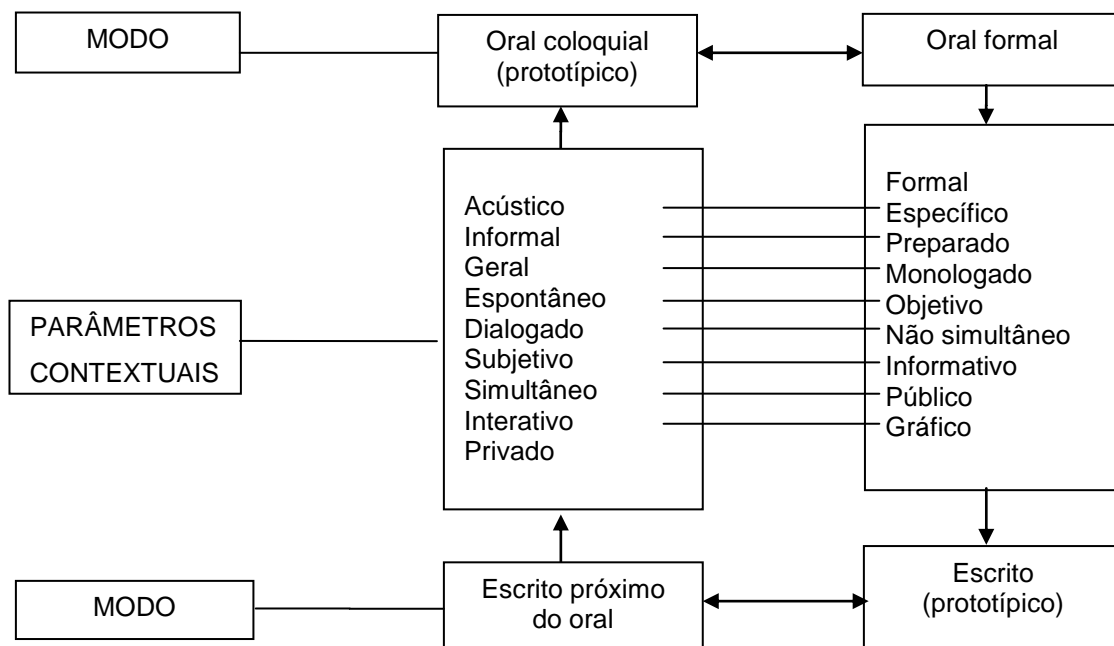 MODO
Oral coloquial
(prototípico)
Oral formal
PARÂMETROS
CONTEXTUAIS
Acústico
Informal
Geral
Espontâneo
Dialogado
Subjetivo
Simultâneo
Interativo
Privado
Formal
Específico
Preparado
Monologado
Objetivo
Não simultâneo
Informativo
Público
Gráfico
MODO
Escrito próximo
do oral
Escrito
(prototípico)